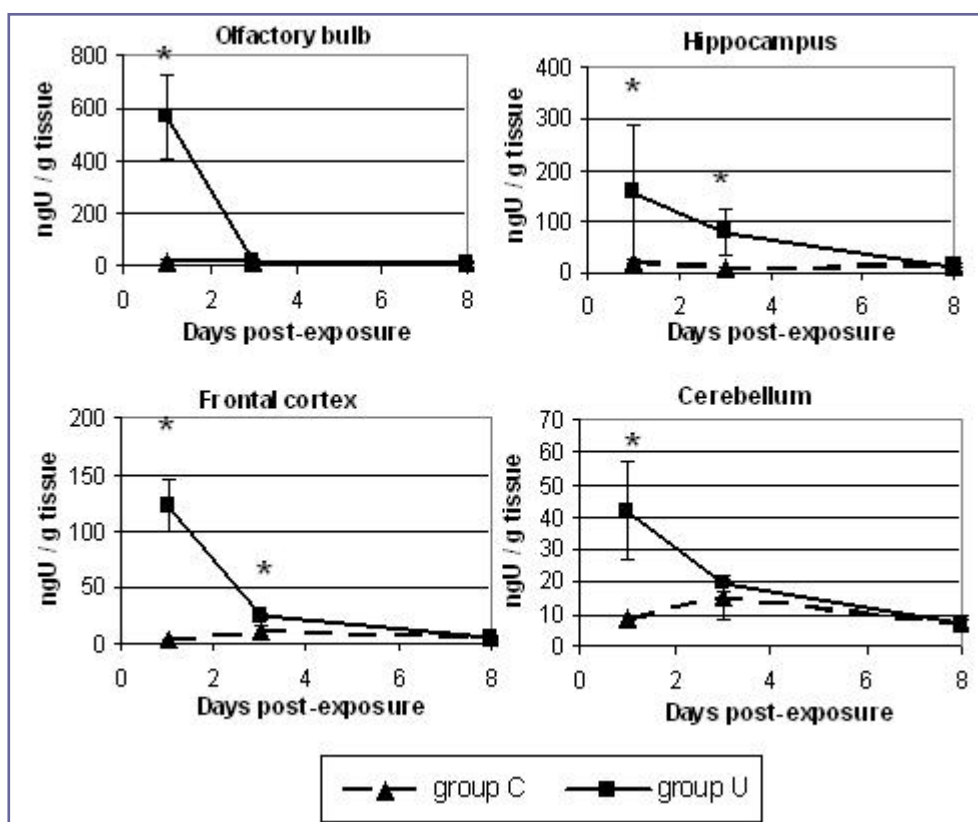 Olfactory bulb
800
600
400
200
0
*
ngU / g tissue
0 2 4 6 8
Days post-exposure
Hippocampus
400
300
200
100
0
*
*
ngU / g tissue
0 2 4 6 8
Days post-exposure
Frontal cortex
200
150
100
50
0
*
*
ngU / g tissue
0 2 4 6 8
Days post-exposure
Cerebellum
70
60
50
40
30
20
10
0
*
ngU / g tissue
0 2 4 6 8
Days post-exposure
group C group U